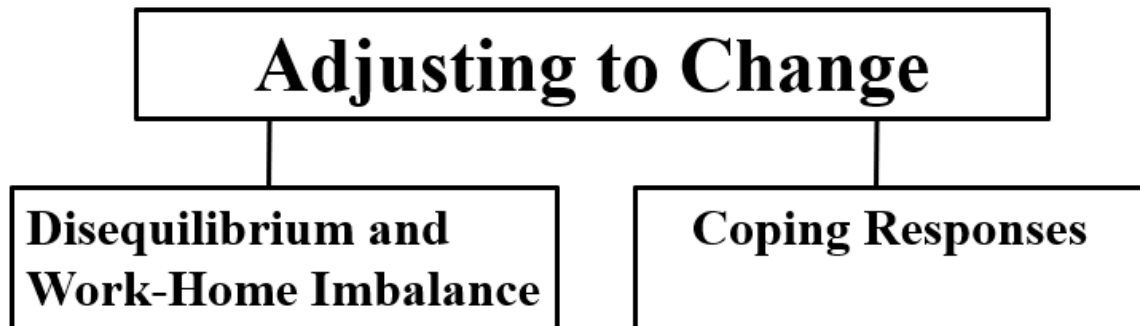 Adjusting to Change
Disequilibrium and
Work-Home Imbalance
Coping Responses